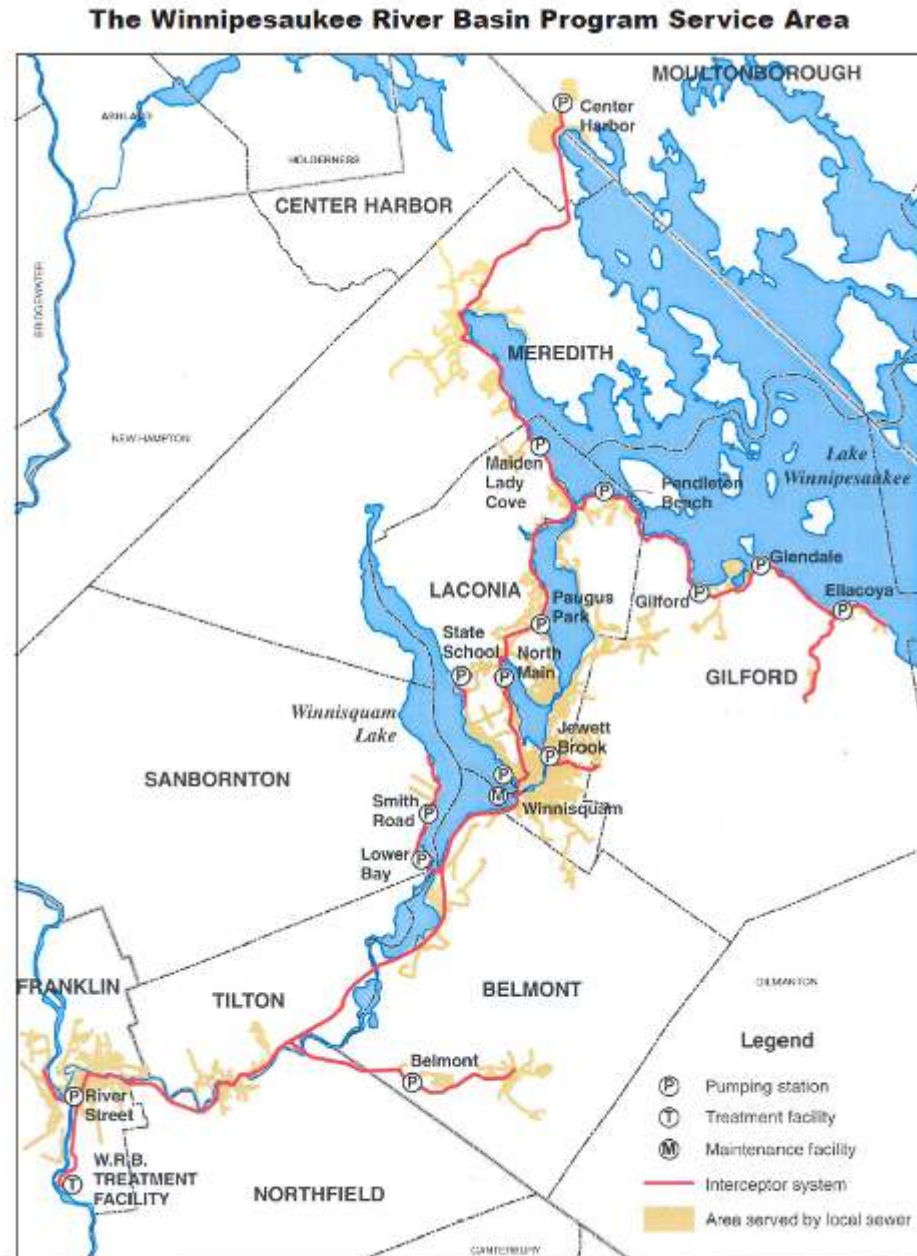 The Winnipesaukee River Basin Program Service Area
MOULTONBOROUGH
Center
Harbor
ASHLAND
HOLDERNESS
CENTER HARBOR
BRIDGEWATER
MEREDITH
NEW HAMPTON
Lake
Winnipesaukee
Maiden
Lady
Cove
Pendleton
Beach
Glendale
LACONIA
Paugus
Park
Gilford
Ellacoya
State
School
North
Main
GILFORD
Winnisquam
Lake
Jewett
Brook
SANBORNTON
Smith
Road
Winnisquam
Lower
Bay
FRANKLIN
TILTON
BELMONT
GILMANTON
Legend
Belmont
P Pumping station
River
Street
T Treatment facility
M Maintenance facility
W.R.B.
TREATMENT
FACILITY
Interceptor system
NORTHFIELD
Area served by local sewer
CANTERBURY